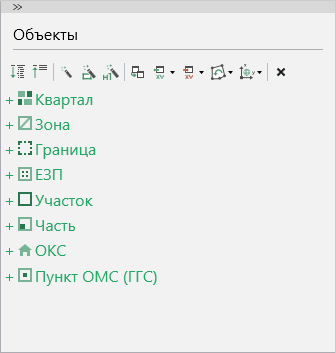 Объекты
Квартал
Зона
Граница
ЕЗП
Участок
Часть
ОКС
Пункт ОМС (ГГС)